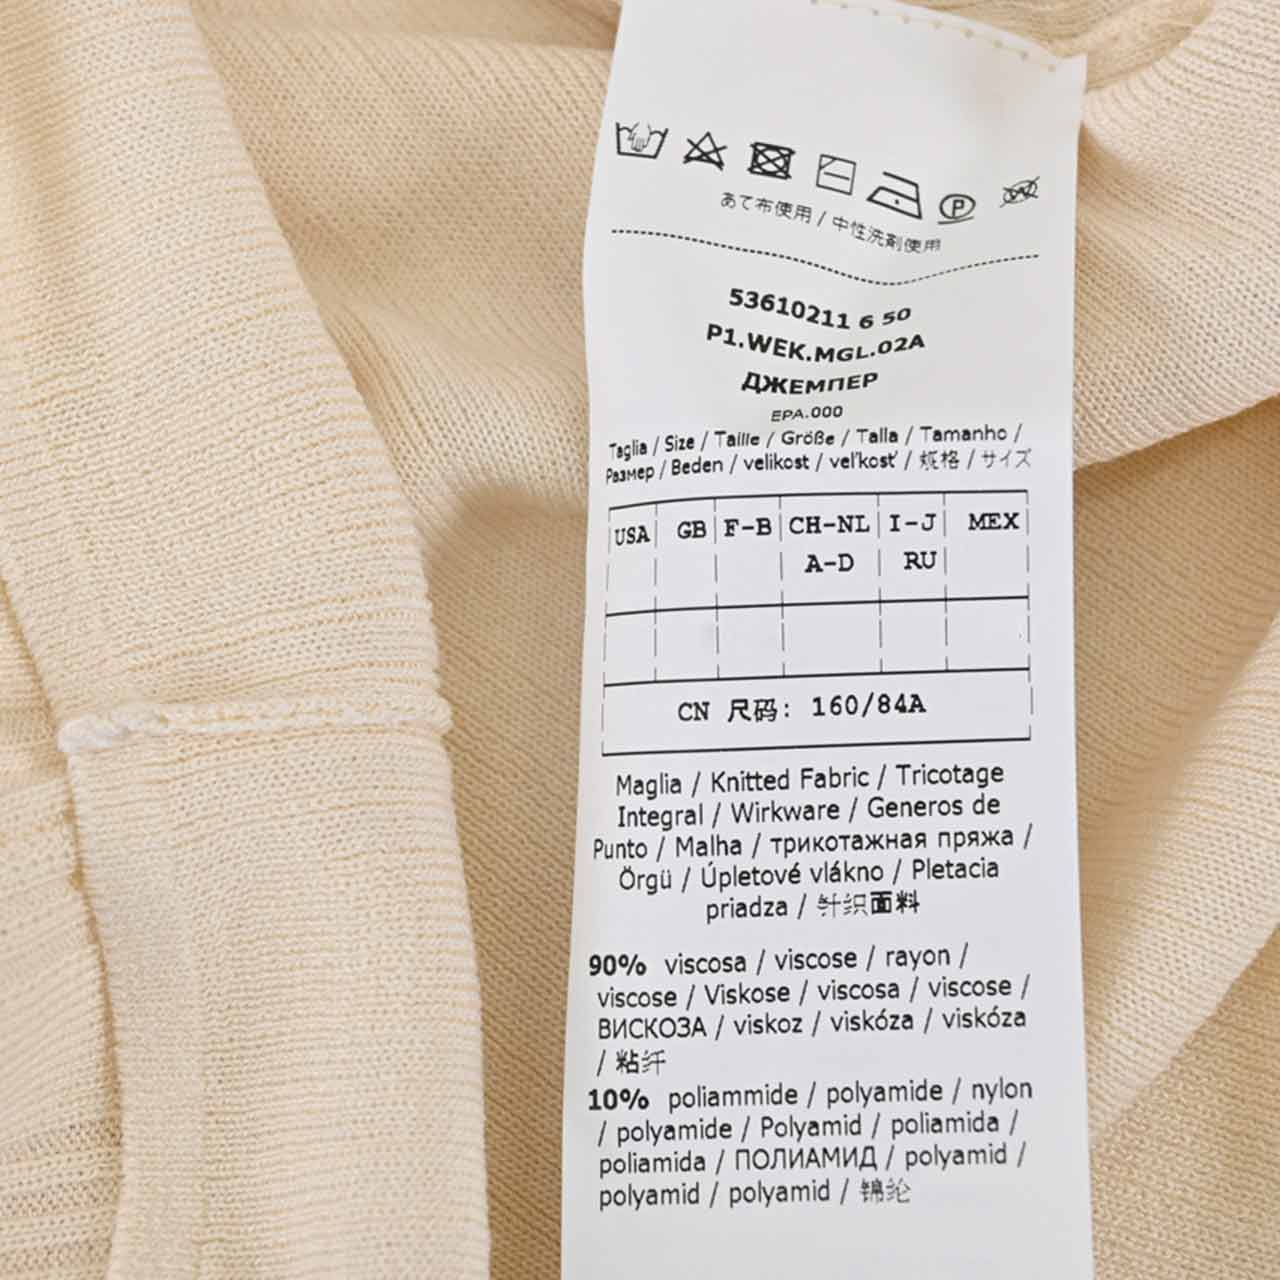 P
W
あて布使用 / 中性洗剤使用
53610211 6 50
P1.WEK.MGL.02A
ДЖЕМПЕР
EPA.000
Taglia / Size / Taille / Größe / Talla / Tamanho /
Размер / Beden / velikost / veľkosť / 规格 / サイズ
USA GB F-B CH-NL I-J MEX
A-D RU
CN 尺码: 160/84A
Maglia / Knitted Fabric / Tricotage
Integral / Wirkware / Generos de
Punto / Malha / трикотажная пряжа /
Örgü / Úpletové vlákno / Pletacia
priadza / 针织面料
90% viscosa / viscose / rayon /
viscose / Viskose / viscosa / viscose /
ВИСКОЗА / viskoz / viskóza / viskóza
/ 粘纤
10% poliammide / polyamide / nylon
/ polyamide / Polyamid / poliamida /
poliamida / ПОЛИАМИД / polyamid /
polyamid / polyamid / 锦纶